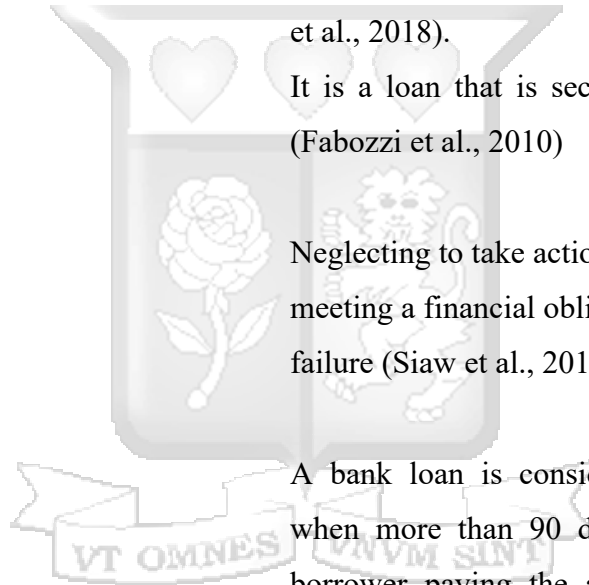 et al., 2018).
It is a loan that is sec
(Fabozzi et al., 2010)
Neglecting to take actio
meeting a financial obli
failure (Siaw et al., 201
A bank loan is consi
when more than 90 d
VT OMNES VNVM SINT
borrower paying the a